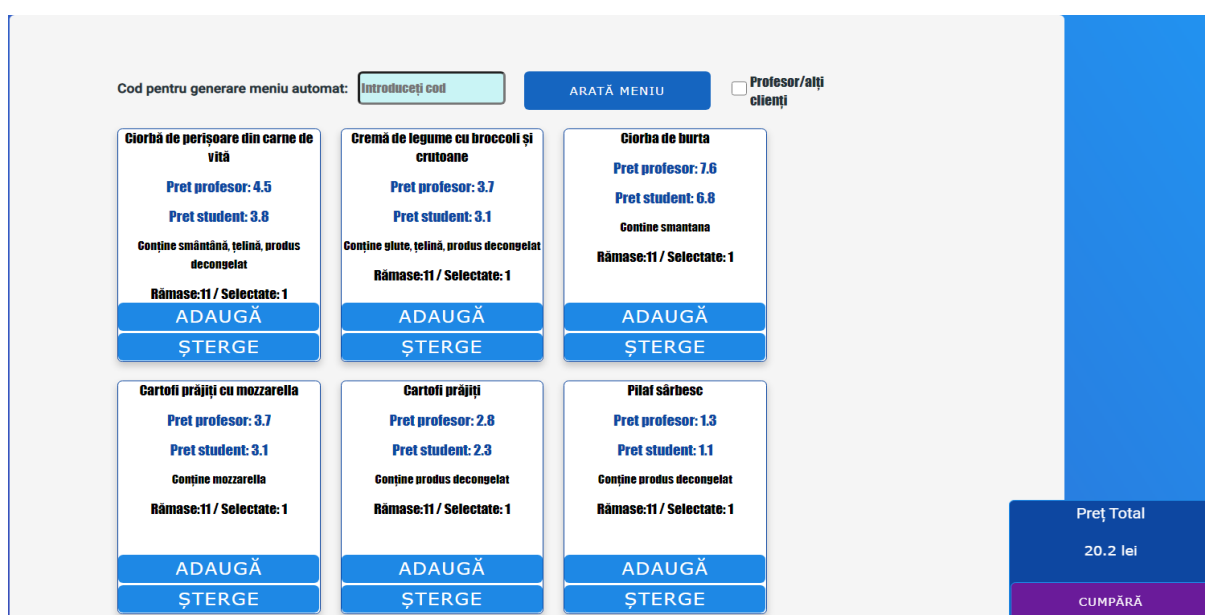 Cod pentru generare meniu automat:
Introduceți cod
ARATĂ MENIU
Profesor/alți
clienți
Ciorbă de perișoare din carne de
vită
Pret profesor: 4.5
Pret student: 3.8
Conține smântână, țelină, produs
decongelat
Rămase:11 / Selectate: 1
ADAUGĂ
ȘTERGE
Cremă de legume cu broccoli și
crutoane
Pret profesor: 3.7
Pret student: 3.1
Conține glute, țelină, produs decongelat
Rămase:11 / Selectate: 1
ADAUGĂ
ȘTERGE
Ciorba de burta
Pret profesor: 7.6
Pret student: 6.8
Contine smantana
Rămase:11 / Selectate: 1
ADAUGĂ
ȘTERGE
Cartofi prăjiți cu mozzarella
Pret profesor: 3.7
Pret student: 3.1
Conține mozzarella
Rămase:11 / Selectate: 1
ADAUGĂ
ȘTERGE
Cartofi prăjiți
Pret profesor: 2.8
Pret student: 2.3
Conține produs decongelat
Rămase:11 / Selectate: 1
ADAUGĂ
ȘTERGE
Pilaf sârbesc
Pret profesor: 1.3
Pret student: 1.1
Conține produs decongelat
Rămase:11 / Selectate: 1
ADAUGĂ
ȘTERGE
Preț Total
20.2 lei
CUMPĂRĂ